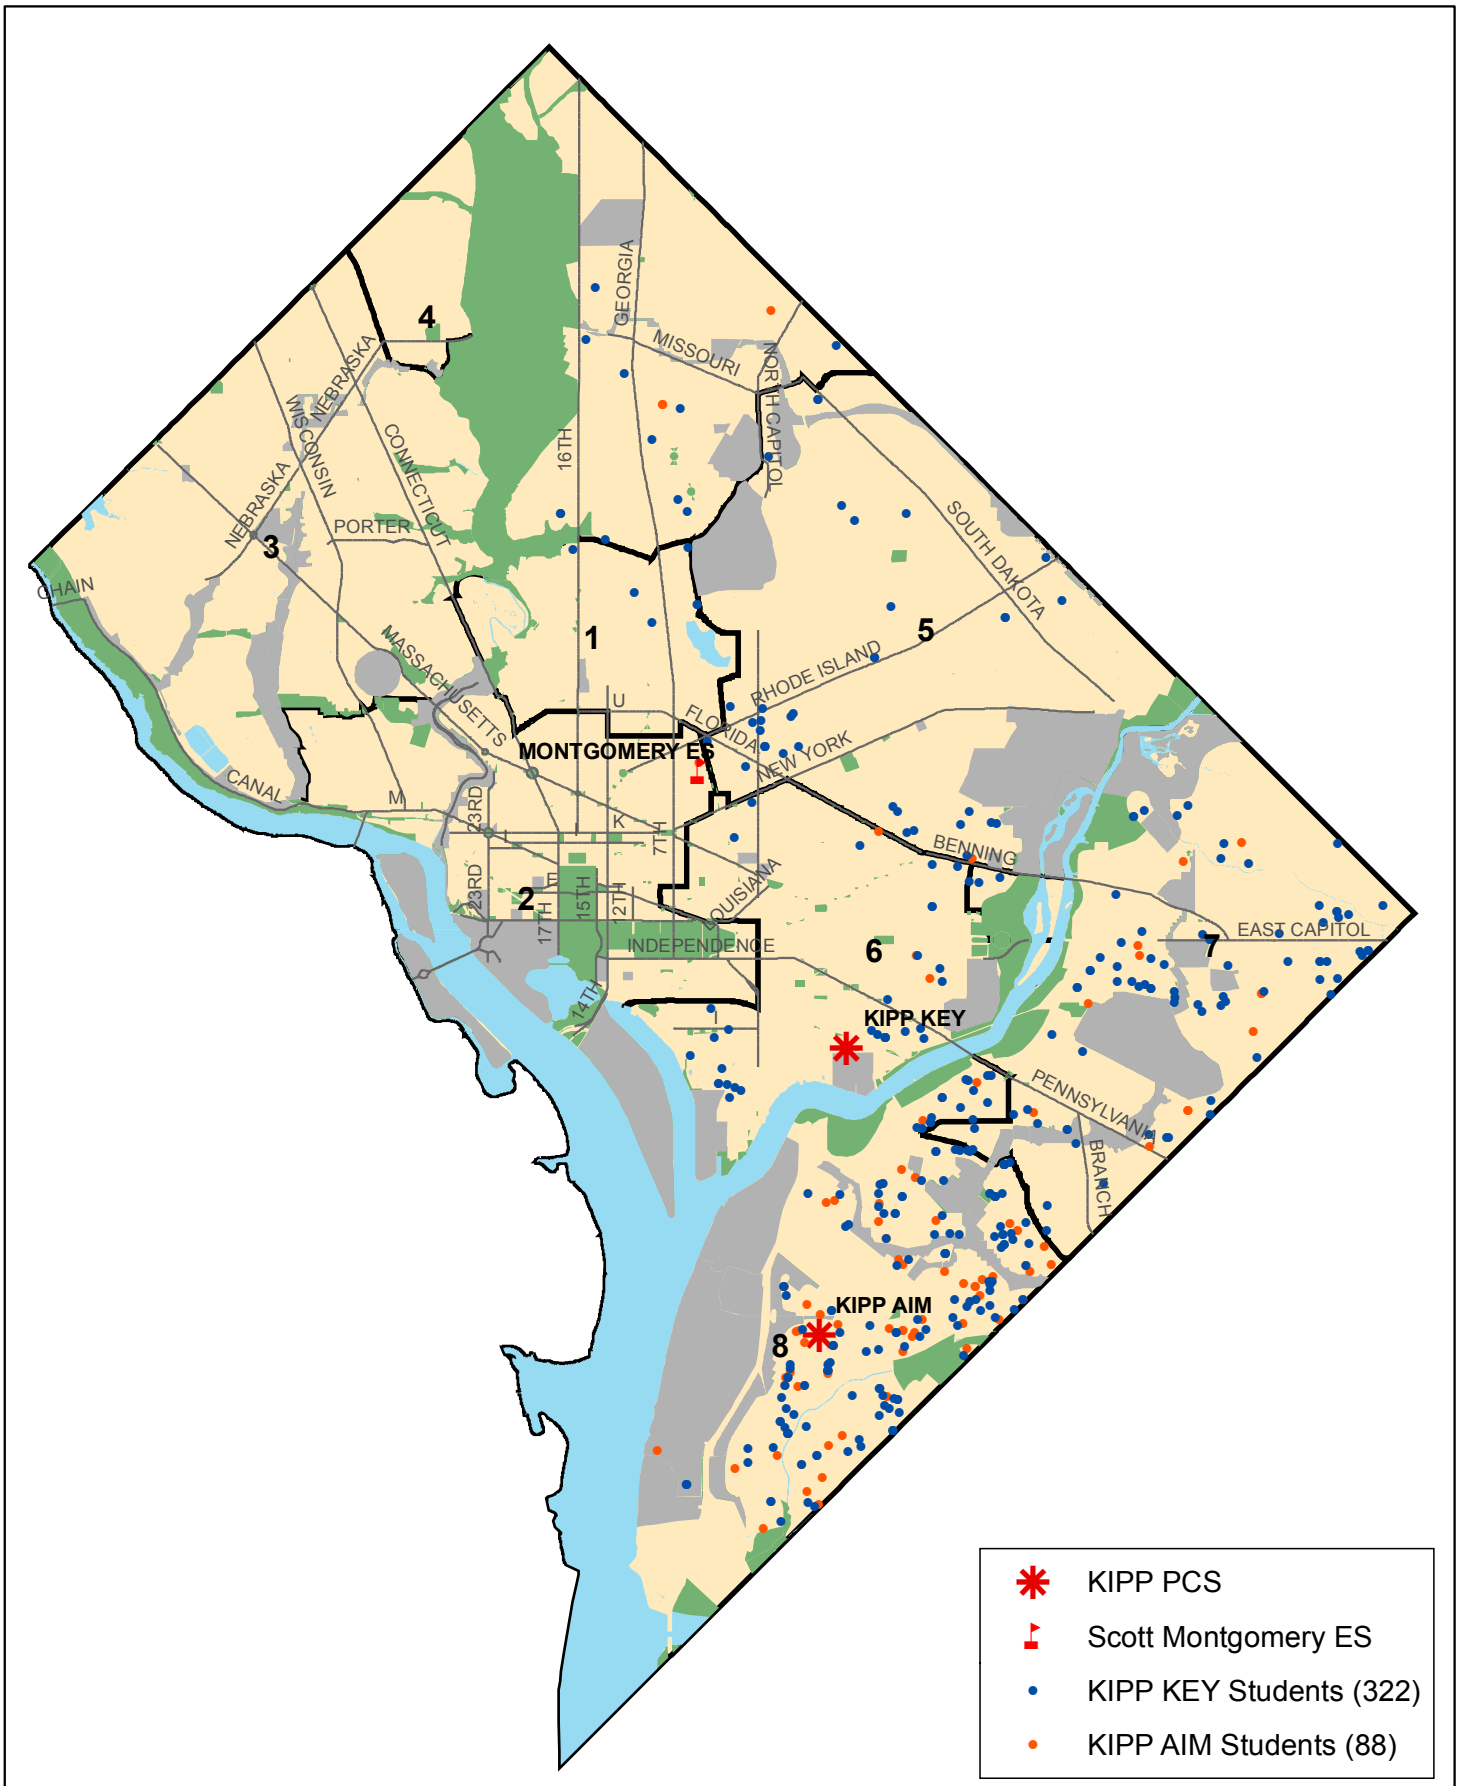 4
GEORGIA
MISSOURI
NORTH CAPITOL
NEBRASKA
WISCONSIN
CONNECTICUT
16TH
NEBRASKA
PORTER
3
SOUTH DAKOTA
CHAIN
1
5
MASSACHUSETTS
RHODE ISLAND
U
FLORIDA
MONTGOMERY ES
NEW YORK
CANAL
M
23RD
K
I
7TH
BENNING
23RD
2
E
15TH
12TH
17TH
LOUISIANA
INDEPENDENCE
6
7
EAST CAPITOL
14TH
KIPP KEY
I
PENNSYLVANIA
BRANCH
KIPP AIM
8
KIPP PCS
Scott Montgomery ES
KIPP KEY Students (322)
KIPP AIM Students (88)